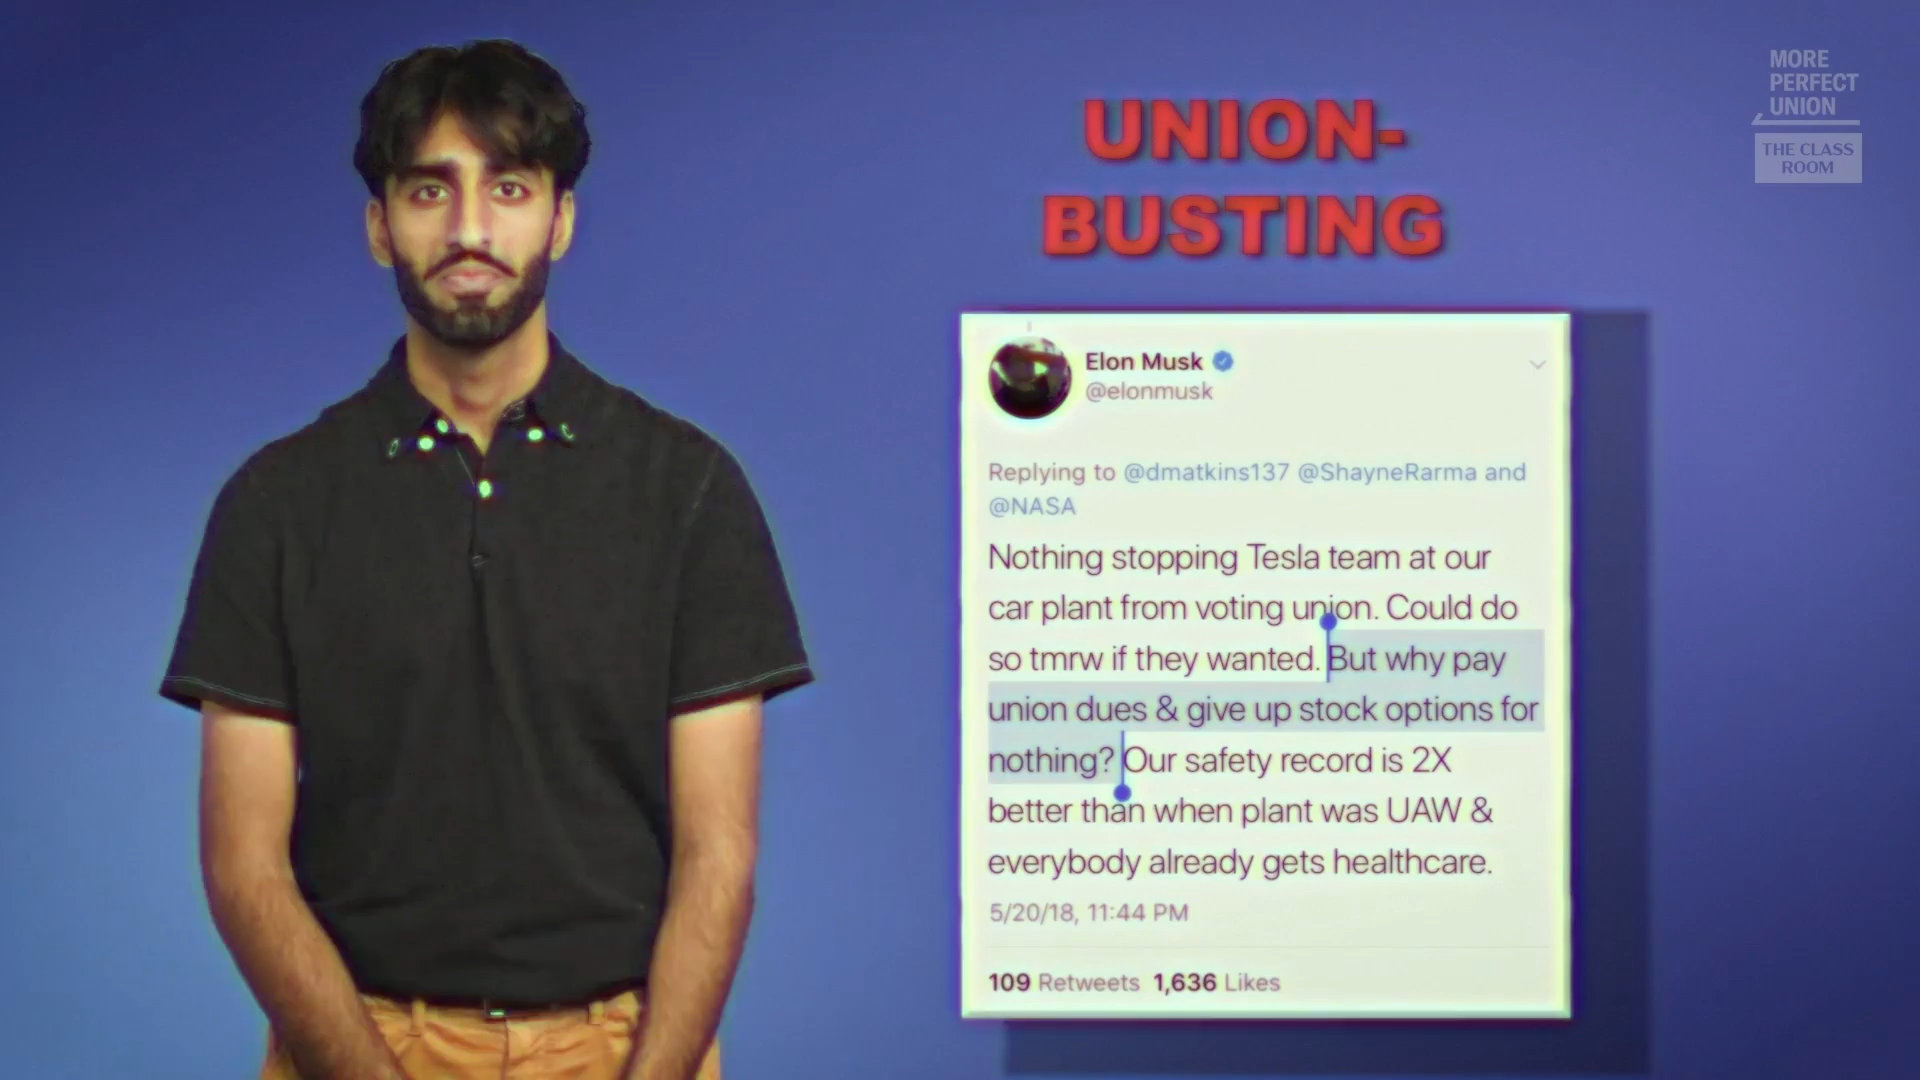 MORE
PERFECT
UNION
THE CLASS
ROOM
UNION-
BUSTING
Elon Musk
@elonmusk
Replying to @dmatkins137 @ShayneRarma and
@NASA
Nothing stopping Tesla team at our
car plant from voting union. Could do
so tmrw if they wanted. But why pay
union dues & give up stock options for
nothing? Our safety record is 2X
better than when plant was UAW &
everybody already gets healthcare.
5/20/18, 11:44 PM
109 Retweets 1,636 Likes